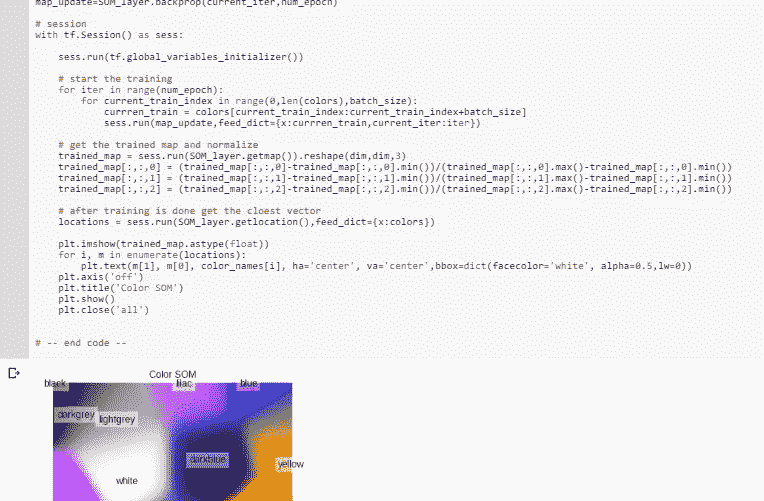 map_update=SOM_layer.backprop(current_iter,num_epoch)
# session
with tf.Session() as sess:
sess.run(tf.global_variables_initializer())
# start the training
for iter in range(num_epoch):
for current_train_index in range(0,len(colors),batch_size):
currren_train = colors[current_train_index:current_train_index+batch_size]
sess.run(map_update,feed_dict={x:currren_train,current_iter:iter})
# get the trained map and normalize
trained_map = sess.run(SOM_layer.getmap()).reshape(dim,dim,3)
trained_map[:,:,0] = (trained_map[:,:,0]-trained_map[:,:,0].min())/(trained_map[:,:,0].max()-trained_map[:,:,0].min())
trained_map[:,:,1] = (trained_map[:,:,1]-trained_map[:,:,1].min())/(trained_map[:,:,1].max()-trained_map[:,:,1].min())
trained_map[:,:,2] = (trained_map[:,:,2]-trained_map[:,:,2].min())/(trained_map[:,:,2].max()-trained_map[:,:,2].min())
# after training is done get the cloest vector
locations = sess.run(SOM_layer.getlocation(),feed_dict={x:colors})
plt.imshow(trained_map.astype(float))
for i, m in enumerate(locations):
plt.text(m[1], m[0], color_names[i], ha='center', va='center',bbox=dict(facecolor='white', alpha=0.5,lw=0))
plt.axis('off')
plt.title('Color SOM')
plt.show()
plt.close('all')
# -- end code --
Color SOM
black lilac blue
darkgrey lightgrey
darkblue yellow
white